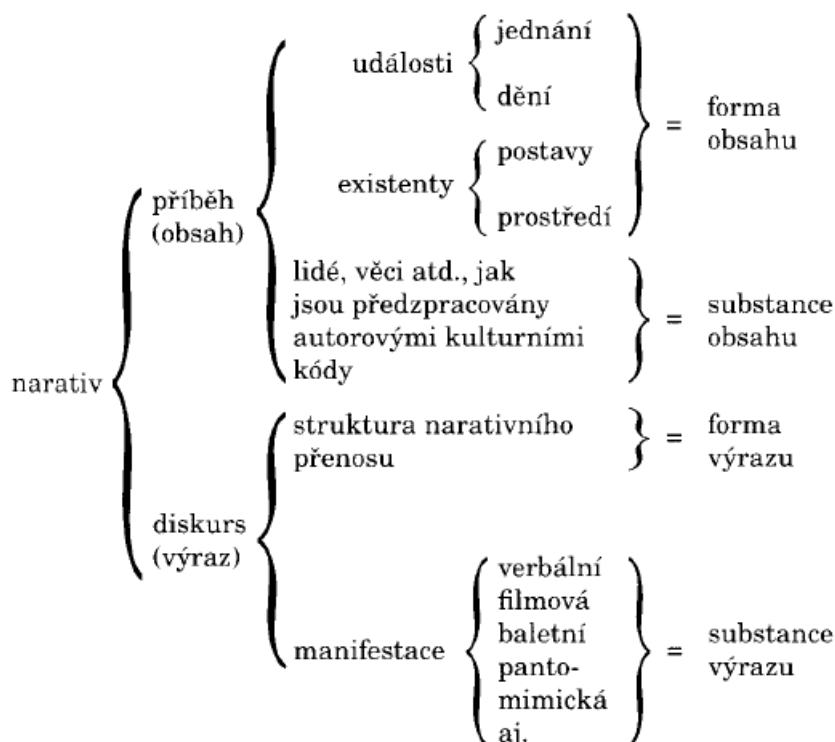 narativ
příběh
(obsah)
události
jednání
dění
existenty
postavy
prostředí
= forma
obsahu
lidé, věci atd., jak
jsou předzpracovány
autorovými kulturními
kódy
= substance
obsahu
diskurs
(výraz)
struktura narativního
přenosu
= forma
výrazu
manifestace
verbální
filmová
baletní
panto-
mimická
aj.
= substance
výrazu